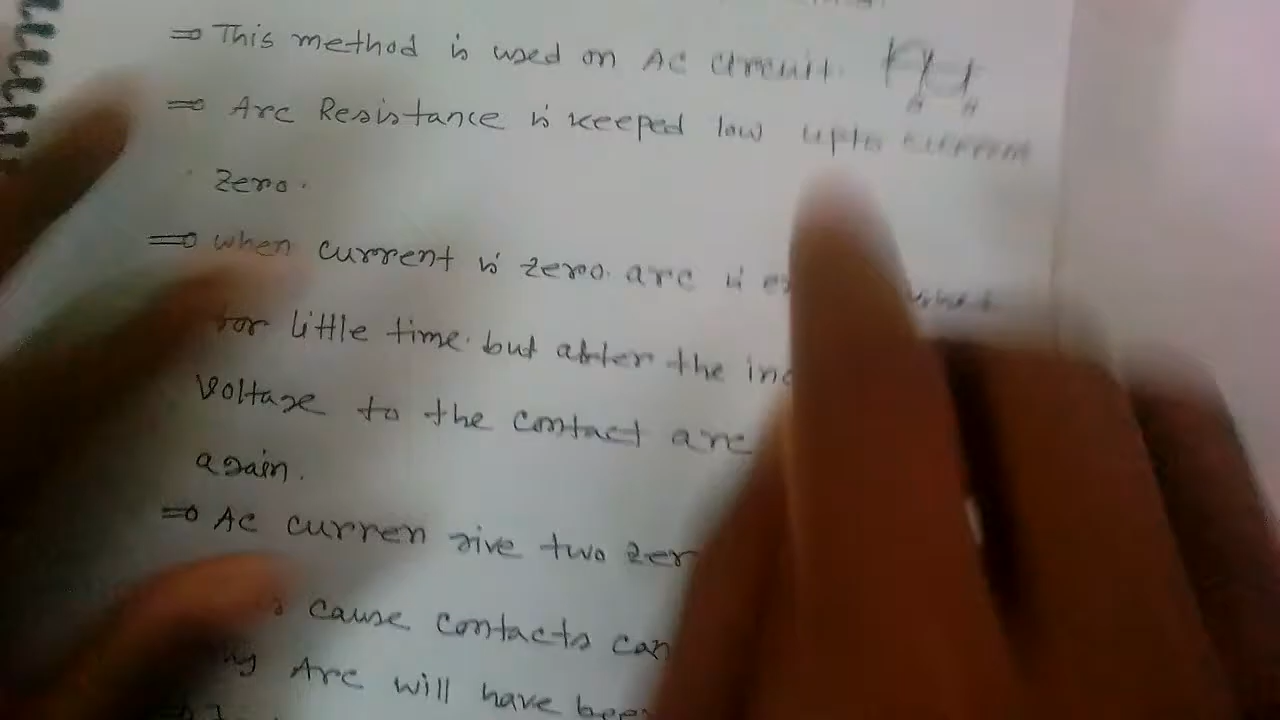 ⇒ This method is used on AC circuit.
⇒ Arc Resistance is keeped low upto current
zero.
⇒ when current is zero. arc is
for little time. but after the
voltage to the contact arc
again.
⇒ AC curren give two
cause contacts can
Arc will have